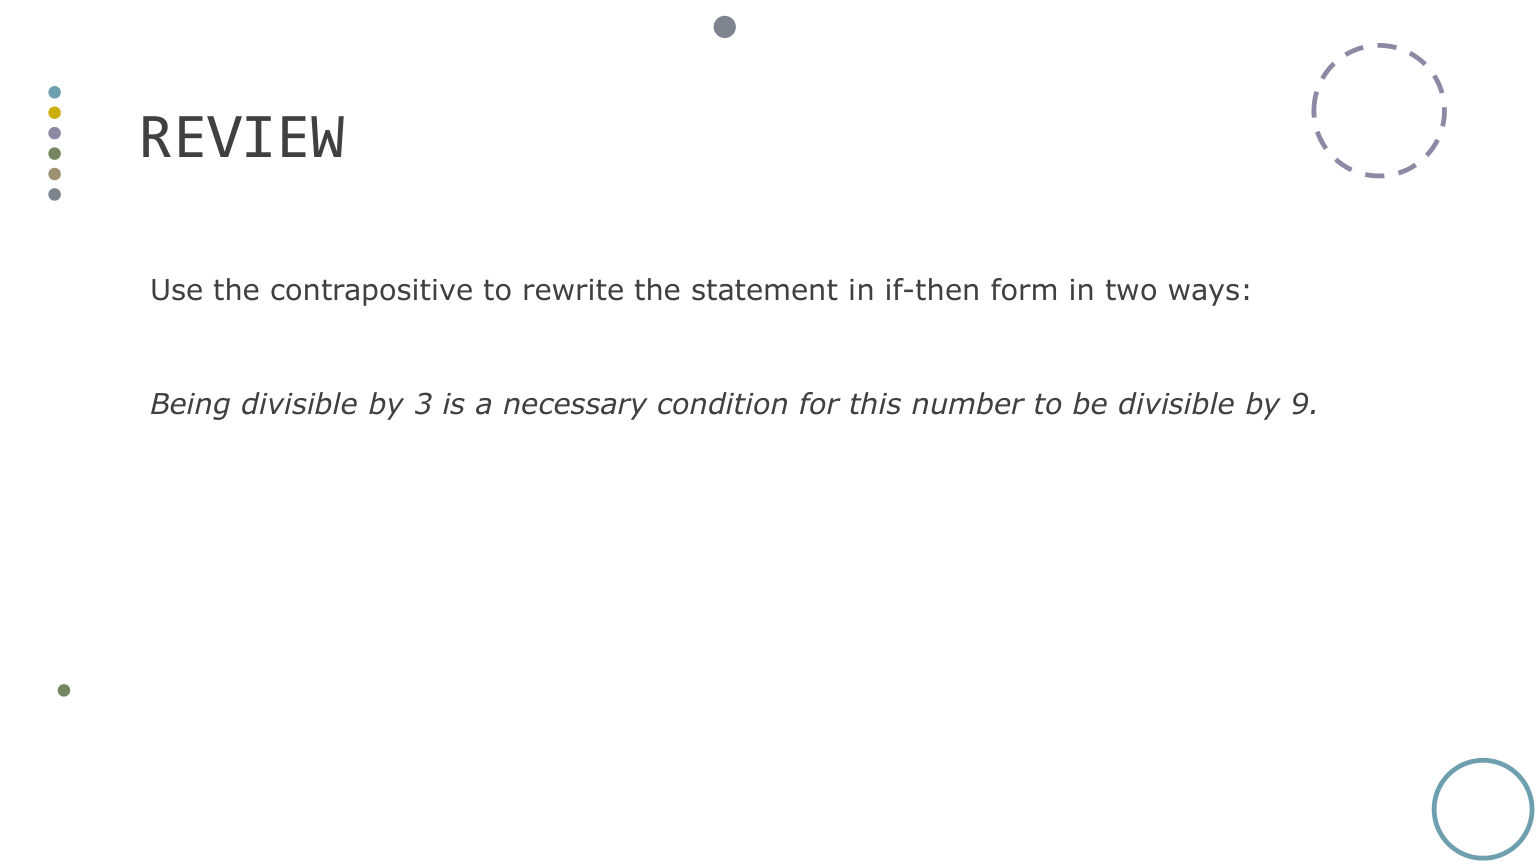 REVIEW
Use the contrapositive to rewrite the statement in if-then form in two ways:
Being divisible by 3 is a necessary condition for this number to be divisible by 9.